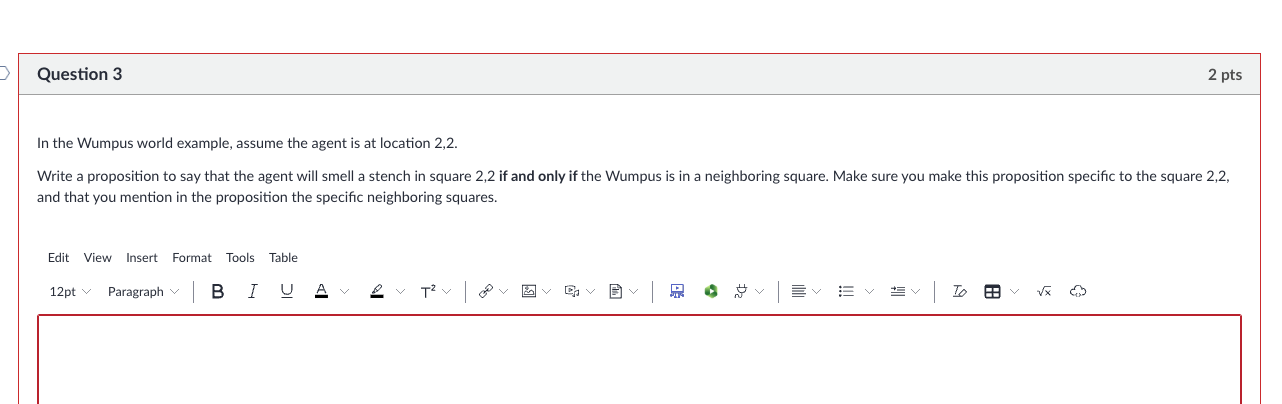 Question 3
2 pts
In the Wumpus world example, assume the agent is at location 2,2.
Write a proposition to say that the agent will smell a stench in square 2,2 if and only if the Wumpus is in a neighboring square. Make sure you make this proposition specific to the square 2,2,
and that you mention in the proposition the specific neighboring squares.
Edit View Insert Format Tools Table
12pt Paragraph B I U A T²